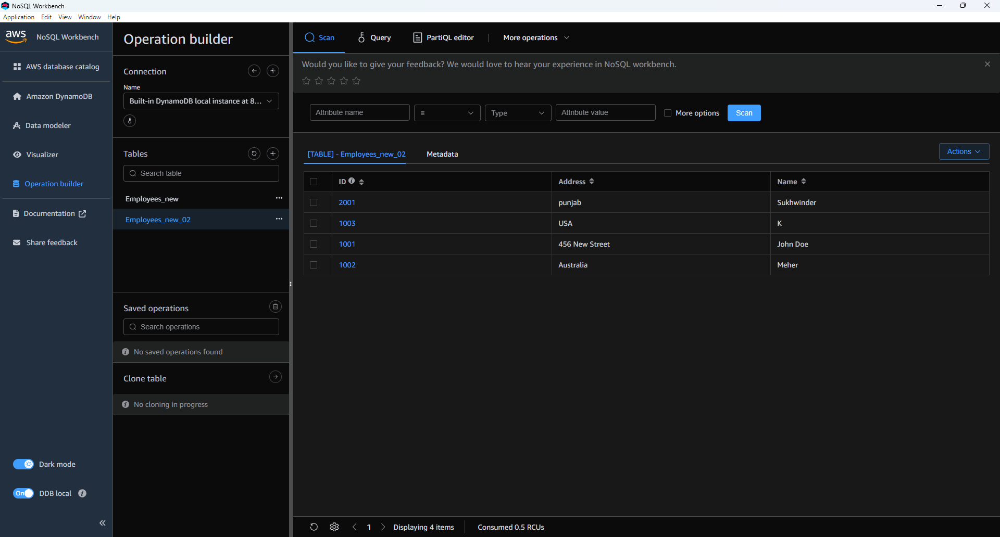 NoSQL Workbench
Application Edit View Window Help
aws NoSQL Workbench
AWS database catalog
Amazon DynamoDB
Data modeler
Visualizer
Operation builder
Documentation
Share feedback
Dark mode
On DDB local
Operation builder
Connection
Name
Built-in DynamoDB local instance at 8...
Tables
Search table
Employees_new
Employees_new_02
Saved operations
Search operations
No saved operations found
Clone table
No cloning in progress
Scan Query PartiQL editor More operations
Would you like to give your feedback? We would love to hear your experience in NoSQL workbench.
Attribute name = Type Attribute value More options Scan
[TABLE] - Employees_new_02 Metadata Actions
ID Address Name
2001 punjab Sukhwinder
1003 USA K
1001 456 New Street John Doe
1002 Australia Meher
1 Displaying 4 items Consumed 0.5 RCUs